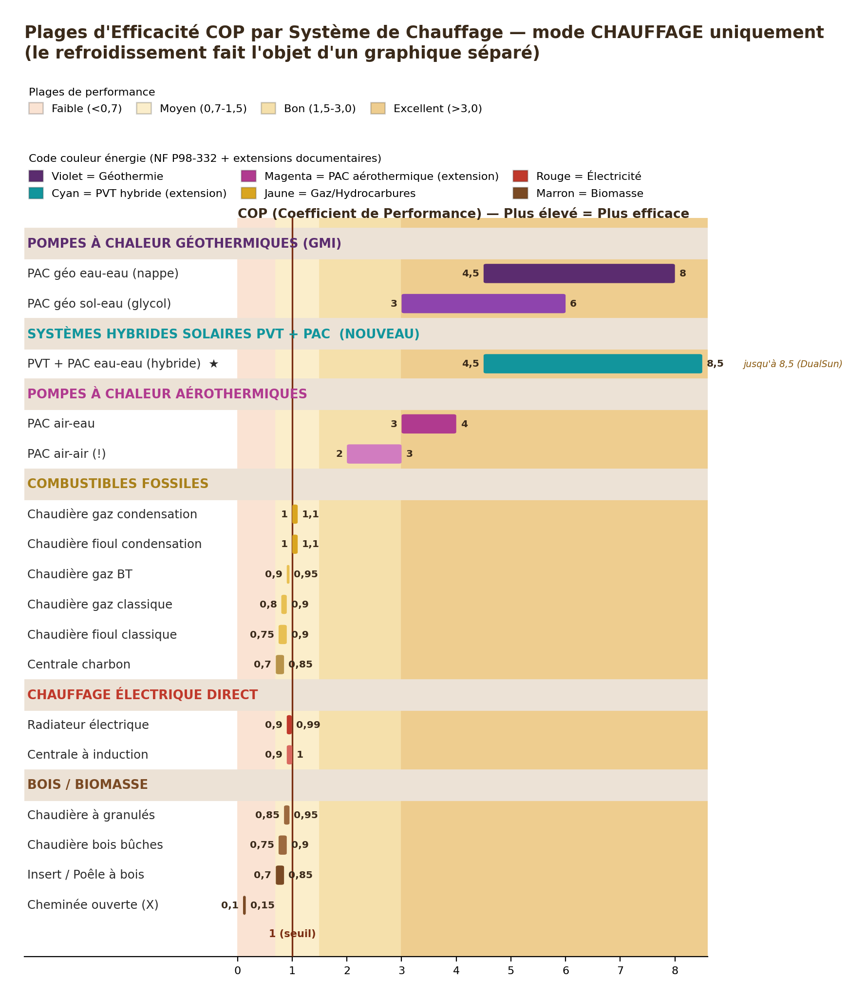 Plages d'Efficacité COP par Système de Chauffage — mode CHAUFFAGE uniquement
(le refroidissement fait l'objet d'un graphique séparé)
Plages de performance
Faible (<0,7) Moyen (0,7-1,5) Bon (1,5-3,0) Excellent (>3,0)
Code couleur énergie (NF P98-332 + extensions documentaires)
Violet = Géothermie Magenta = PAC aérothermique (extension) Rouge = Électricité
Cyan = PVT hybride (extension) Jaune = Gaz/Hydrocarbures Marron = Biomasse
COP (Coefficient de Performance) — Plus élevé = Plus efficace
POMPES À CHALEUR GÉOTHERMIQUES (GMI)
PAC géo eau-eau (nappe) 4,5 8
PAC géo sol-eau (glycol) 3 6
SYSTÈMES HYBRIDES SOLAIRES PVT + PAC (NOUVEAU)
PVT + PAC eau-eau (hybride) ★ 4,5 8,5 jusqu'à 8,5 (DualSun)
POMPES À CHALEUR AÉROTHERMIQUES
PAC air-eau 3 4
PAC air-air (!) 2 3
COMBUSTIBLES FOSSILES
Chaudière gaz condensation 1 1,1
Chaudière fioul condensation 1 1,1
Chaudière gaz BT 0,9 0,95
Chaudière gaz classique 0,8 0,9
Chaudière fioul classique 0,75 0,9
Centrale charbon 0,7 0,85
CHAUFFAGE ÉLECTRIQUE DIRECT
Radiateur électrique 0,9 0,99
Centrale à induction 0,9 1
BOIS / BIOMASSE
Chaudière à granulés 0,85 0,95
Chaudière bois bûches 0,75 0,9
Insert / Poêle à bois 0,7 0,85
Cheminée ouverte (X) 0,1 0,15
1 (seuil)
0 1 2 3 4 5 6 7 8